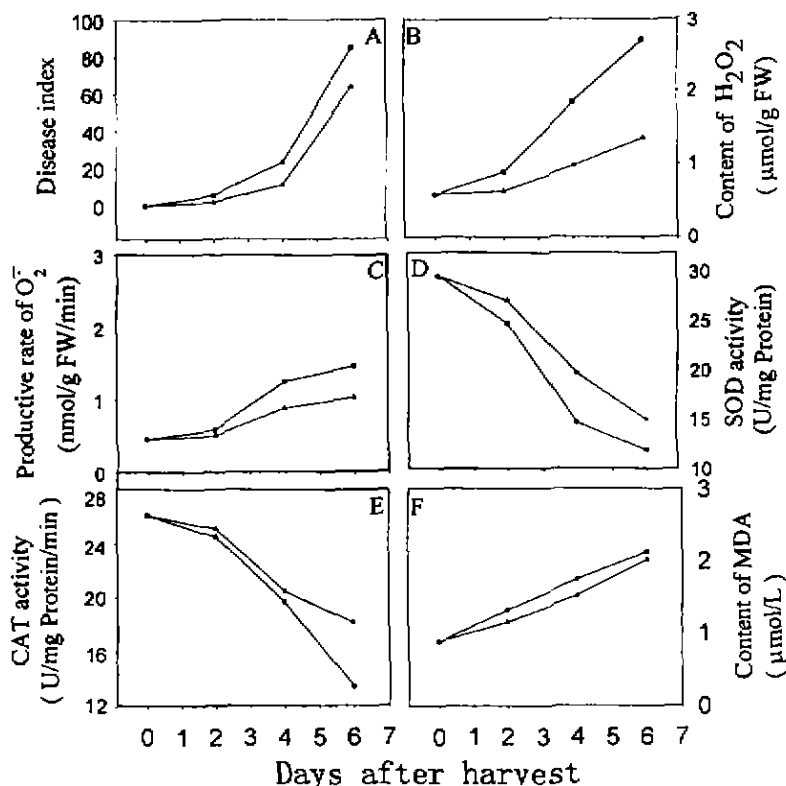 Disease index
100
80
60
40
20
0
A
B
3
2
1
0
Content of H₂O₂
( μmol/g FW)
Productive rate of O₂⁻
(nmol/g FW/min)
3
2
1
0
C
D
30
25
20
15
10
SOD activity
(U/mg Protein)
CAT activity
( U/mg Protein/min)
28
24
20
16
12
E
F
3
2
1
0
Content of MDA
( μmol/L)
0 1 2 2 4 5 6 7
0 1 2 3 4 5 6 7
Days after harvest